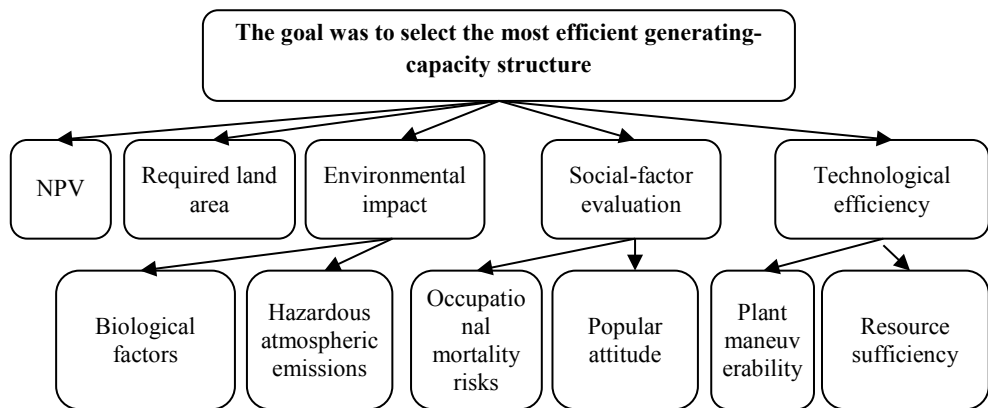 The goal was to select the most efficient generating-
capacity structure
NPV
Required land
area
Environmental
impact
Social-factor
evaluation
Technological
efficiency
Biological
factors
Hazardous
atmospheric
emissions
Occupatio
nal
mortality
risks
Popular
attitude
Plant
maneuv
erability
Resource
sufficiency